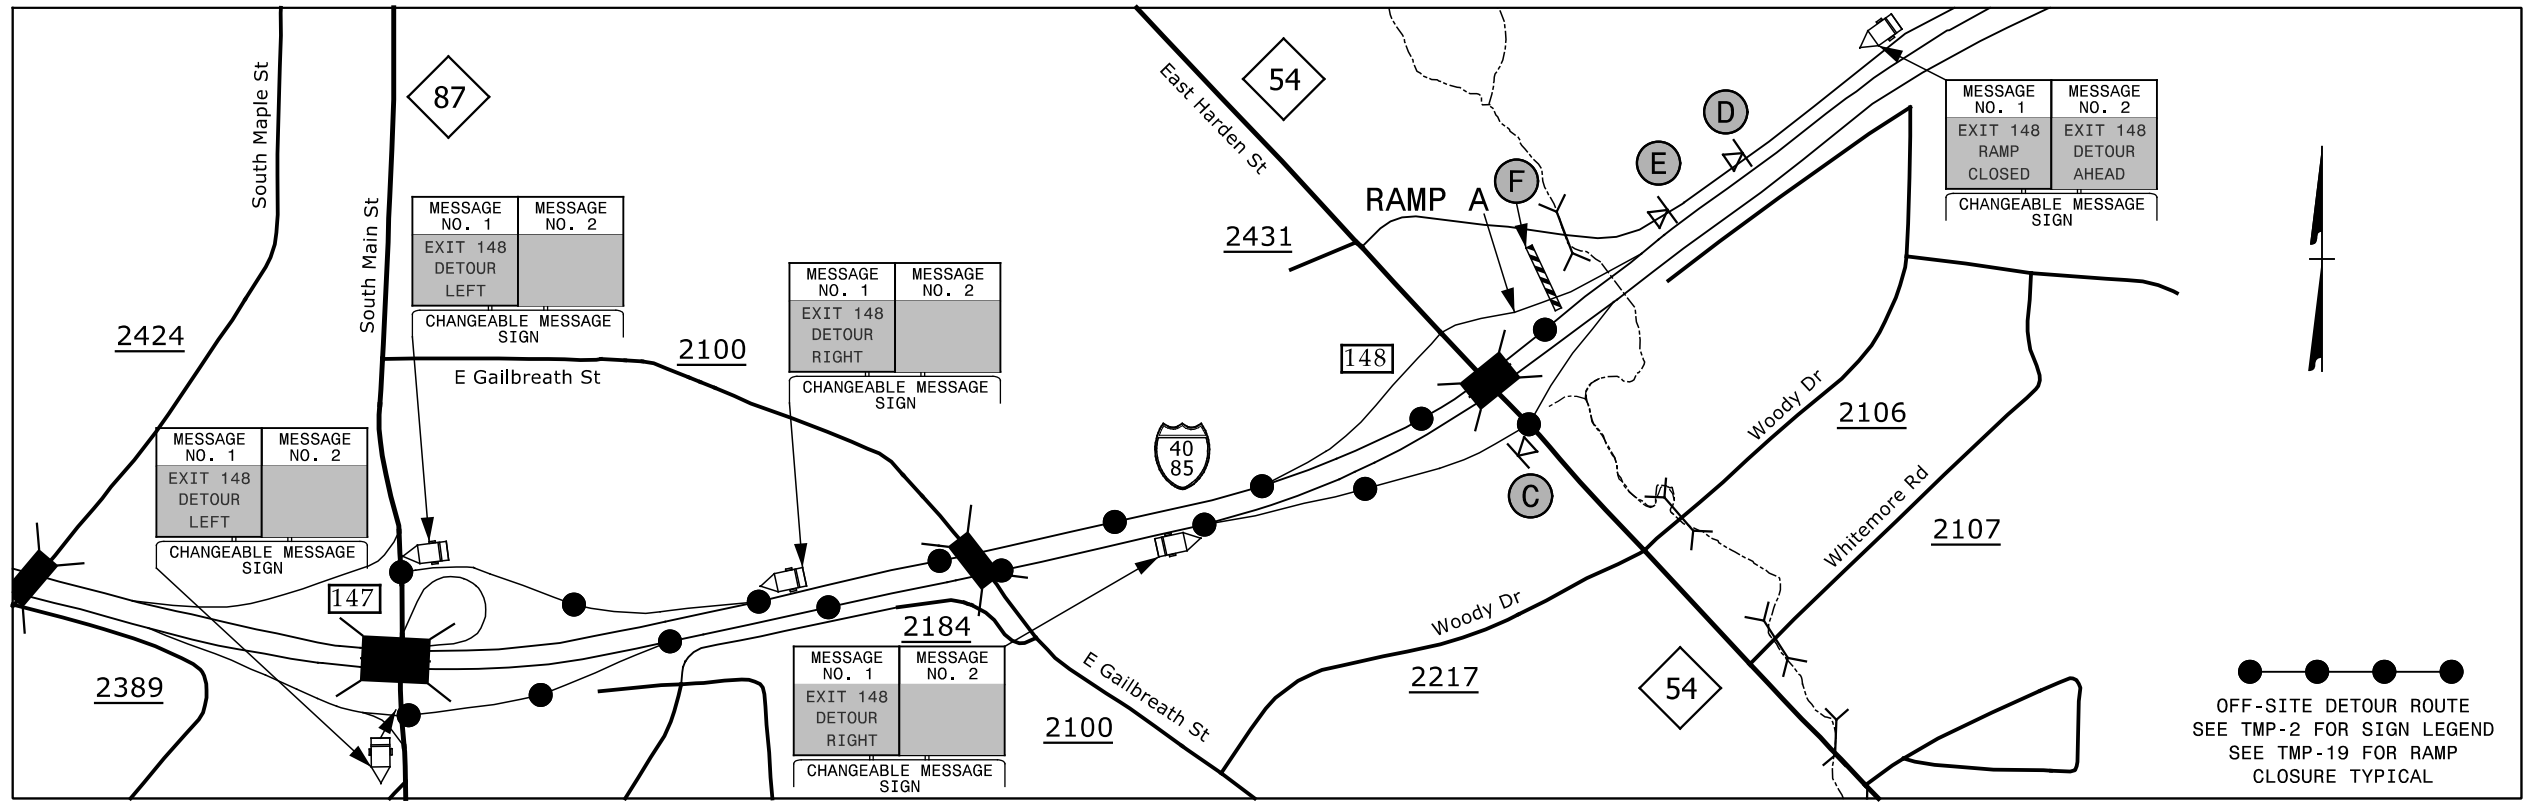 South Maple St
87
South Main St
MESSAGE NO. 1
MESSAGE NO. 2
EXIT 148
DETOUR
LEFT
CHANGEABLE MESSAGE
SIGN
2424
MESSAGE NO. 1
MESSAGE NO. 2
EXIT 148
DETOUR
LEFT
CHANGEABLE MESSAGE
SIGN
147
2389
E Gailbreath St
2100
MESSAGE NO. 1
MESSAGE NO. 2
EXIT 148
DETOUR
RIGHT
CHANGEABLE MESSAGE
SIGN
2184
MESSAGE NO. 1
MESSAGE NO. 2
EXIT 148
DETOUR
RIGHT
CHANGEABLE MESSAGE
SIGN
2100
E Gailbreath St
40
85
East Harden St
54
2431
RAMP A
F
E
D
148
C
MESSAGE NO. 1
MESSAGE NO. 2
EXIT 148
RAMP
CLOSED
EXIT 148
DETOUR
AHEAD
CHANGEABLE MESSAGE
SIGN
Woody Dr
2106
Whitemore Rd
2107
Woody Dr
2217
54
OFF-SITE DETOUR ROUTE
SEE TMP-2 FOR SIGN LEGEND
SEE TMP-19 FOR RAMP
CLOSURE TYPICAL